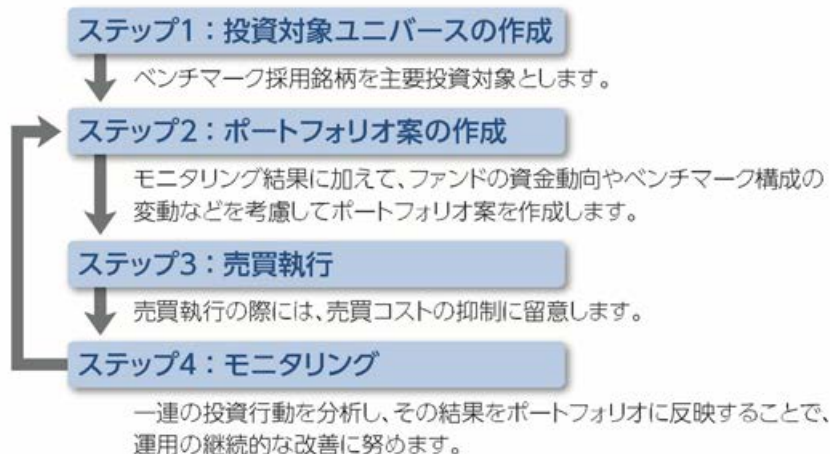 ステップ1：投資対象ユニバースの作成
ベンチマーク採用銘柄を主要投資対象とします。
ステップ2：ポートフォリオ案の作成
モニタリング結果に加えて、ファンドの資金動向やベンチマーク構成の
変動などを考慮してポートフォリオ案を作成します。
ステップ3：売買執行
売買執行の際には、売買コストの抑制に留意します。
ステップ4：モニタリング
一連の投資行動を分析し、その結果をポートフォリオに反映することで、
運用の継続的な改善に努めます。